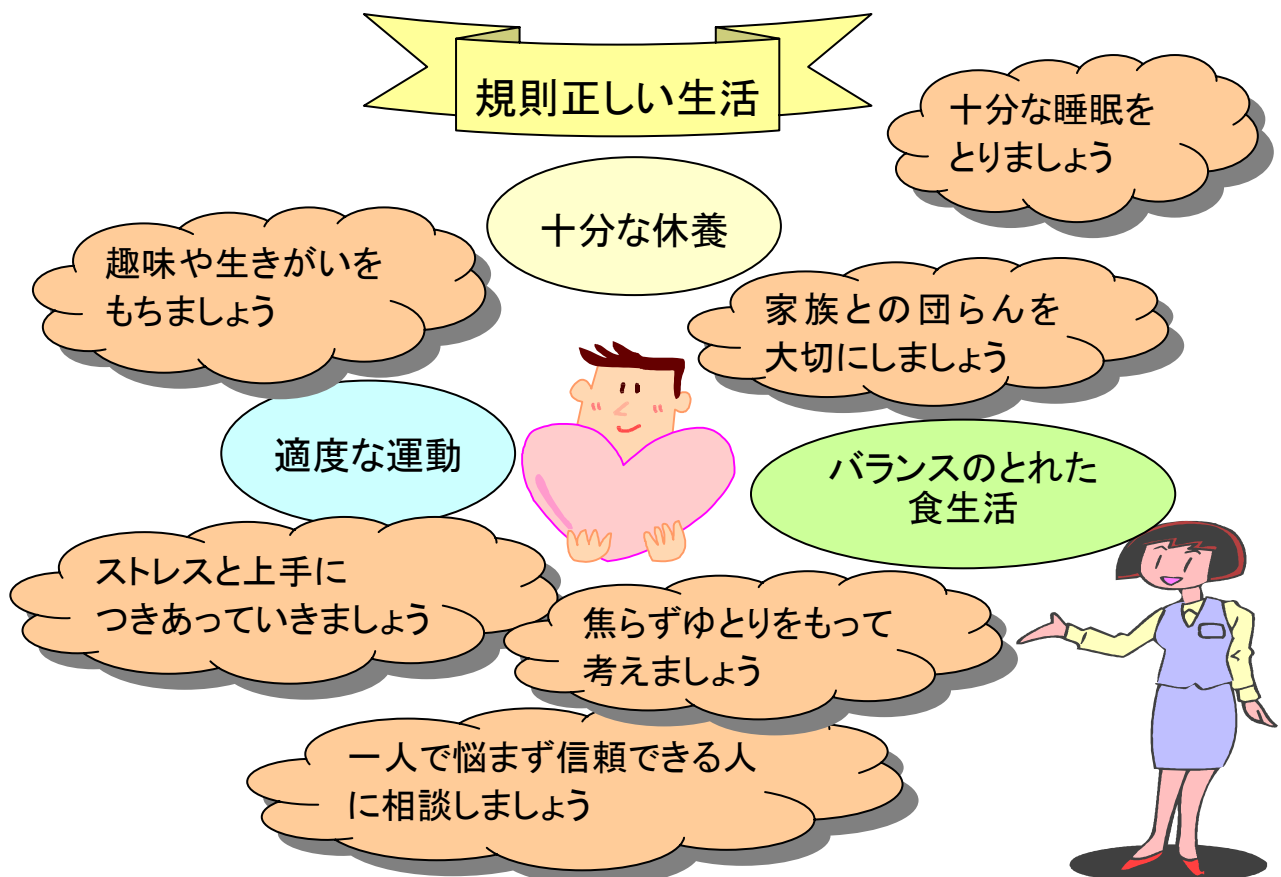 規則正しい生活
十分な睡眠を
とりましょう
十分な休養
趣味や生きがいを
もちましょう
家族との団らんを
大切にしましょう
適度な運動
バランスのとれた
食生活
ストレスと上手に
つきあっていきましょう
焦らずゆとりをもって
考えましょう
一人で悩まず信頼できる人
に相談しましょう